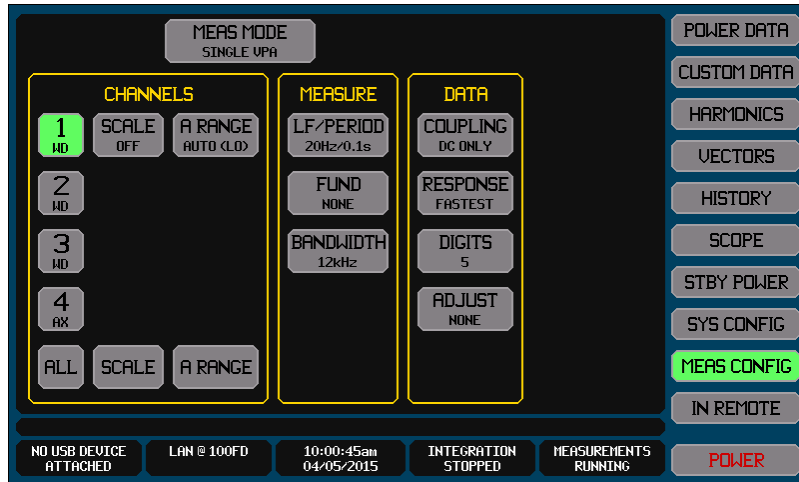 MEAS MODE
SINGLE VPA
CHANNELS
1
WD
SCALE
OFF
A RANGE
AUTO (LO)
2
WD
3
WD
4
AX
ALL
SCALE
A RANGE
MEASURE
LF/PERIOD
20Hz/0.1s
FUND
NONE
BANDWIDTH
12kHz
DATA
COUPLING
DC ONLY
RESPONSE
FASTEST
DIGITS
5
ADJUST
NONE
POWER DATA
CUSTOM DATA
HARMONICS
VECTORS
HISTORY
SCOPE
STBY POWER
SYS CONFIG
MEAS CONFIG
IN REMOTE
POWER
NO USB DEVICE
ATTACHED
LAN @ 100FD
10:00:45am
04/05/2015
INTEGRATION
STOPPED
MEASUREMENTS
RUNNING